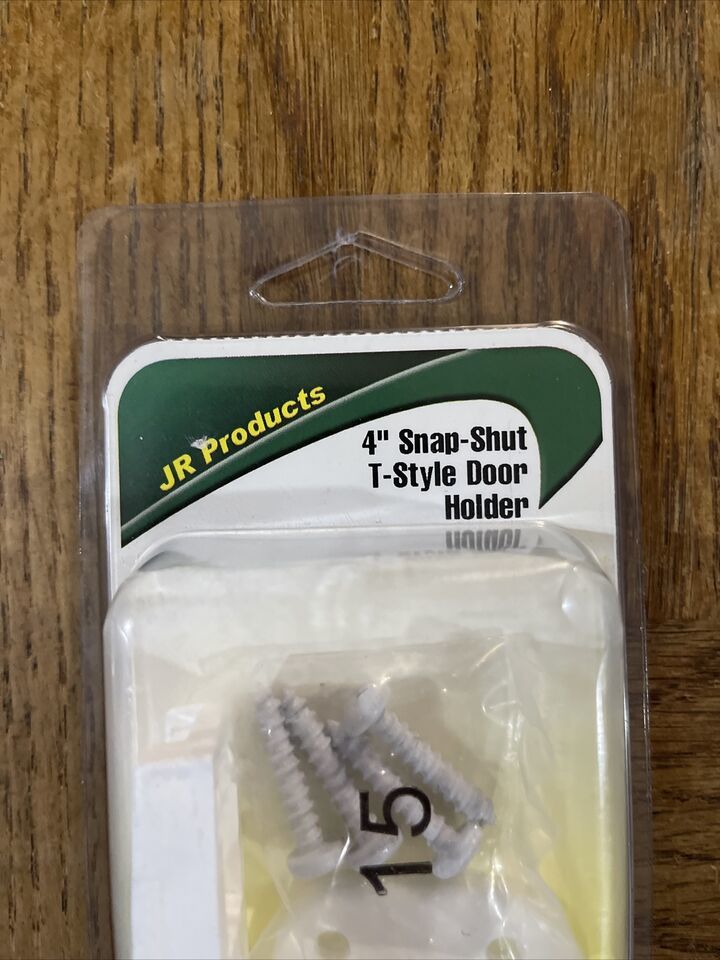 JR Products
4" Snap-Shut
T-Style Door
Holder
15